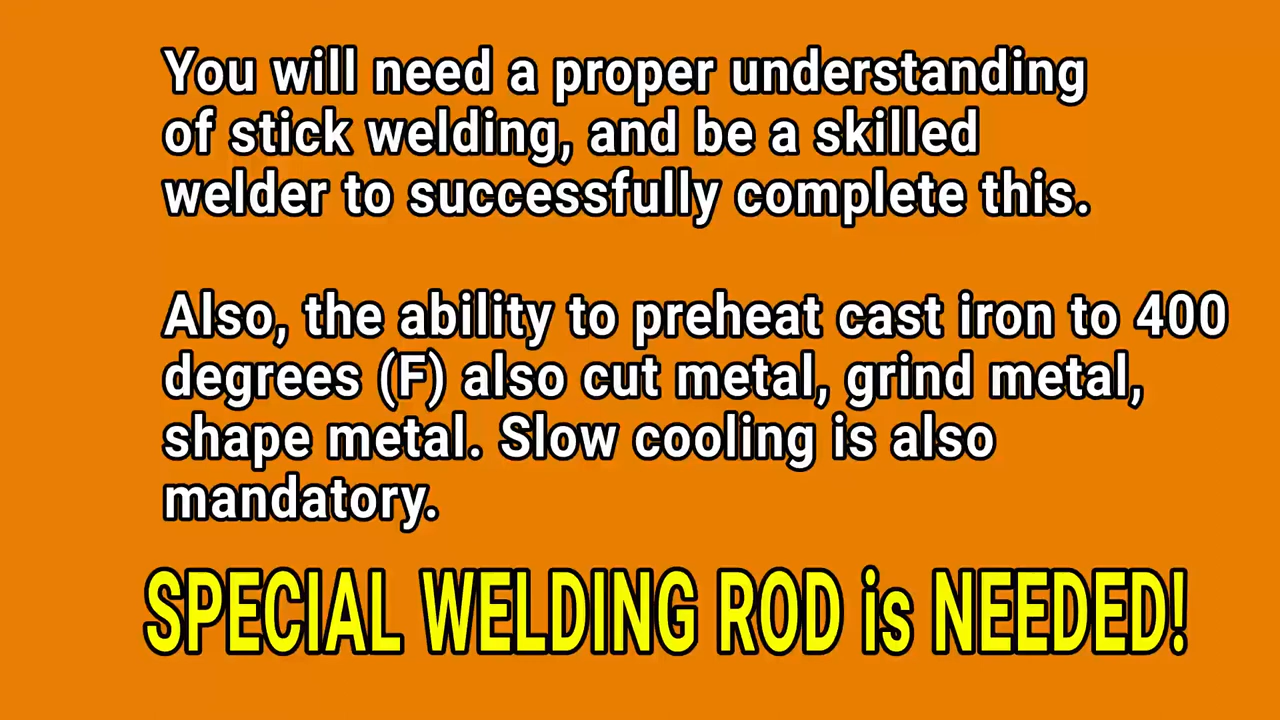 You will need a proper understanding
of stick welding, and be a skilled
welder to successfully complete this.
Also, the ability to preheat cast iron to 400
degrees (F) also cut metal, grind metal,
shape metal. Slow cooling is also
mandatory.
SPECIAL WELDING ROD is NEEDED!